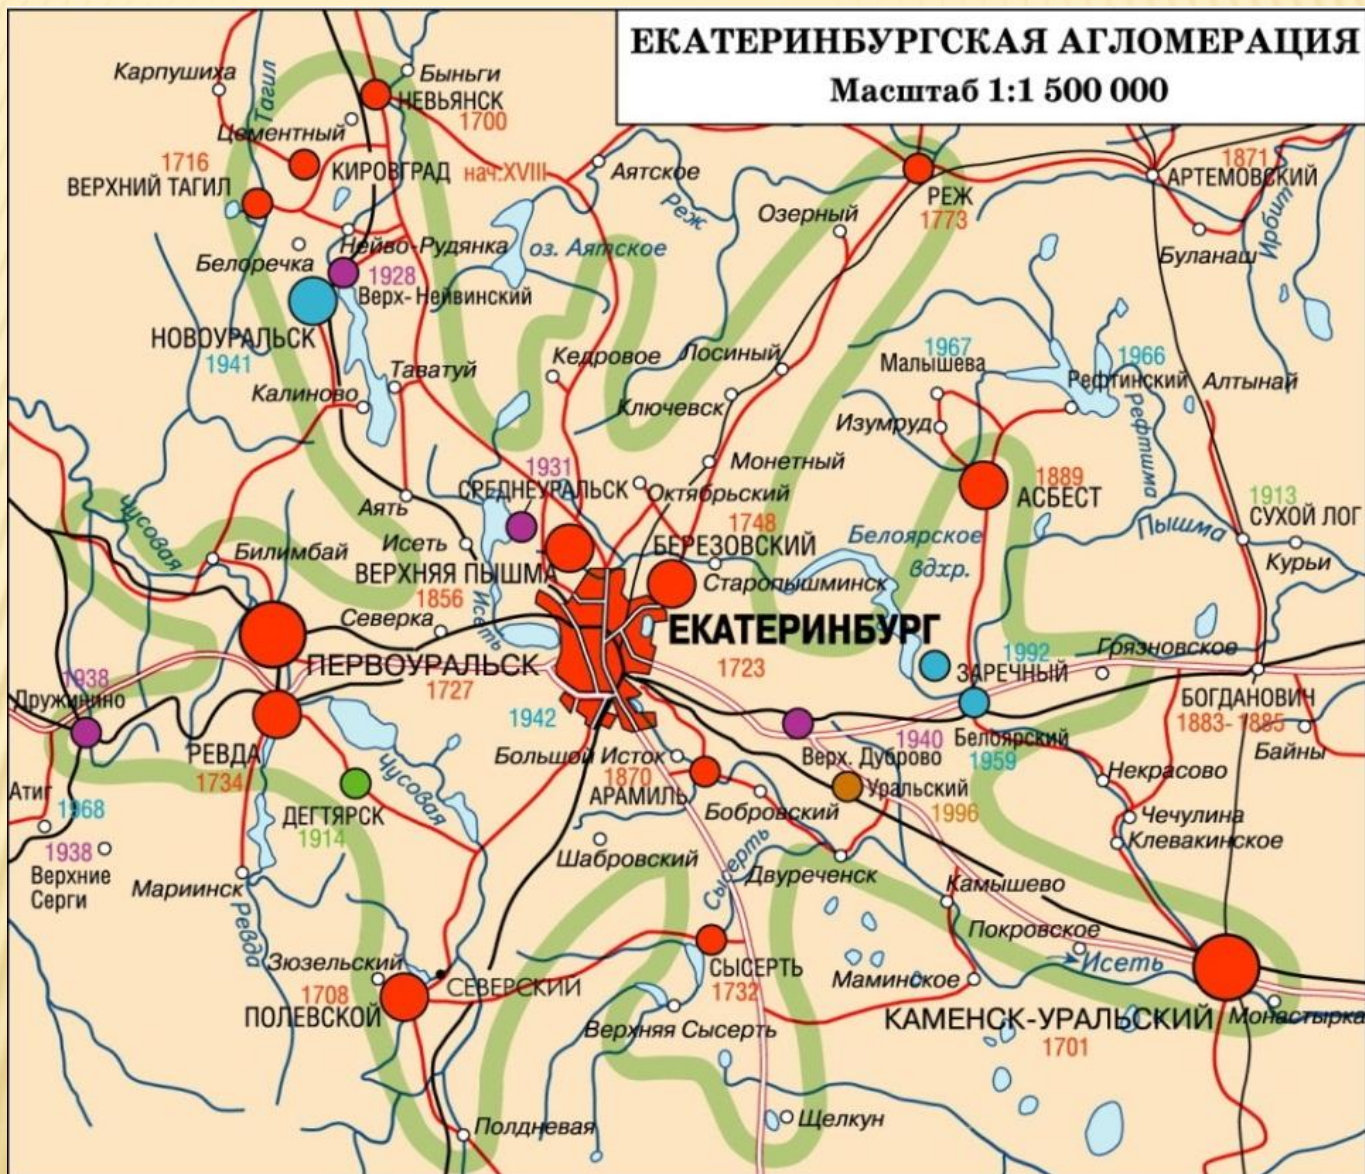 ЕКАТЕРИНБУРГСКАЯ АГЛОМЕРАЦИЯ
Масштаб 1:1 500 000
Карпушиха
Тагил
Быньги
НЕВЬЯНСК
1700
Цементный
1716
ВЕРХНИЙ ТАГИЛ
КИРОВГРАД
нач.XVIII
Аятское
Реж
Озерный
РЕЖ
1773
1871
АРТЕМОВСКИЙ
Буланаш
Ирбит
Белоречка
Нейво-Рудянка
оз. Аятское
1928
Верх-Нейвинский
НОВОУРАЛЬСК
1941
Таватуй
Калиново
Кедровое
Лосиный
Ключевск
1967
Малышева
1966
Рефтинский
Алтынай
Изумруд
Рефтима
Монетный
1931
СРЕДНЕУРАЛЬСК
Октябрьский
Аять
1889
АСБЕСТ
1913
СУХОЙ ЛОГ
Пышма
Курьи
Чусовая
Билимбай
Исеть
1748
БЕРЕЗОВСКИЙ
Белоярское
вдхр.
ВЕРХНЯЯ ПЫШМА
1856
Старопышминск
Исеть
Северка
ЕКАТЕРИНБУРГ
1723
ПЕРВОУРАЛЬСК
1727
1992
ЗАРЕЧНЫЙ
Грязновское
БОГДАНОВИЧ
1883-1885
Байны
1938
Дружинино
1942
РЕВДА
1734
Чусовая
Большой Исток
1870
АРАМИЛЬ
1940
Верх. Дуброво
Белоярский
1959
Некрасово
Уральский
1996
Бобровский
Чечулина
Клевакинское
Атиг
1968
ДЕГТЯРСК
1914
1938
Верхние
Серги
Мариинск
Шабровский
Сысерть
Двуреченск
Камышево
Покровское
Ревда
Зюзельский
1708
ПОЛЕВСКОЙ
СЕВЕРСКИЙ
СЫСЕРТЬ
1732
Маминское
Исеть
Верхняя Сысерть
КАМЕНСК-УРАЛЬСКИЙ
1701
Монастырка
Полдневая
Щелкун